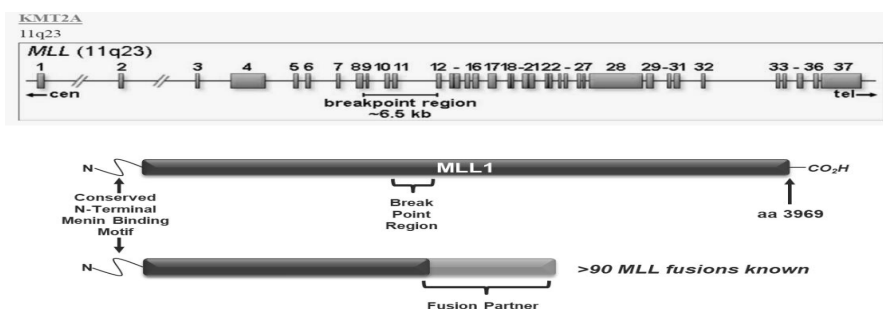 KMT2A
11q23
MLL (11q23)
1 2 3 4 5 6 7 8 9 10 11 12 - 16 17 18 -21 22 - 27 28 29 -31 32 33 - 36 37
cen
breakpoint region
~6.5 kb
tel
N
MLL1
CO₂H
Conserved
N-Terminal
Menin Binding
Motif
Break
Point
Region
aa 3969
N
>90 MLL fusions known
Fusion Partner